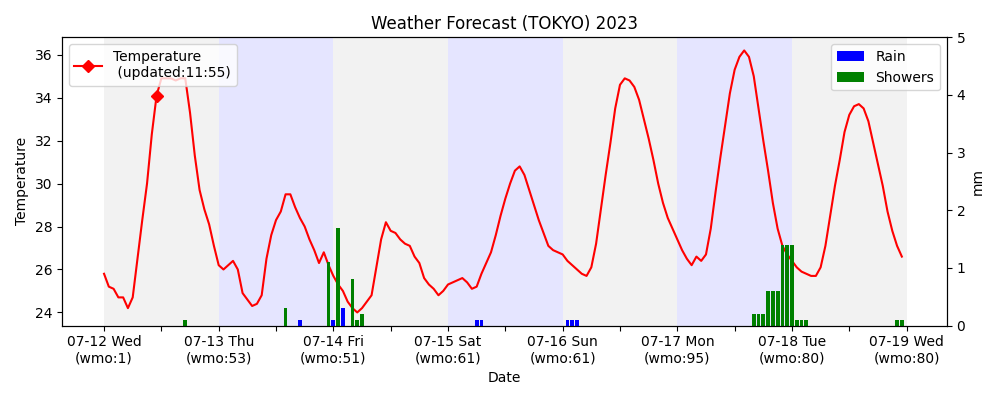 Weather Forecast (TOKYO) 2023
Temperature
(updated:11:55)
Rain
Showers
36
34
32
30
28
26
24
Temperature
5
4
3
2
1
0
mm
07-12 Wed 07-13 Thu 07-14 Fri 07-15 Sat 07-16 Sun 07-17 Mon 07-18 Tue 07-19 Wed
(wmo:1) (wmo:53) (wmo:51) (wmo:61) (wmo:61) (wmo:95) (wmo:80) (wmo:80)
Date